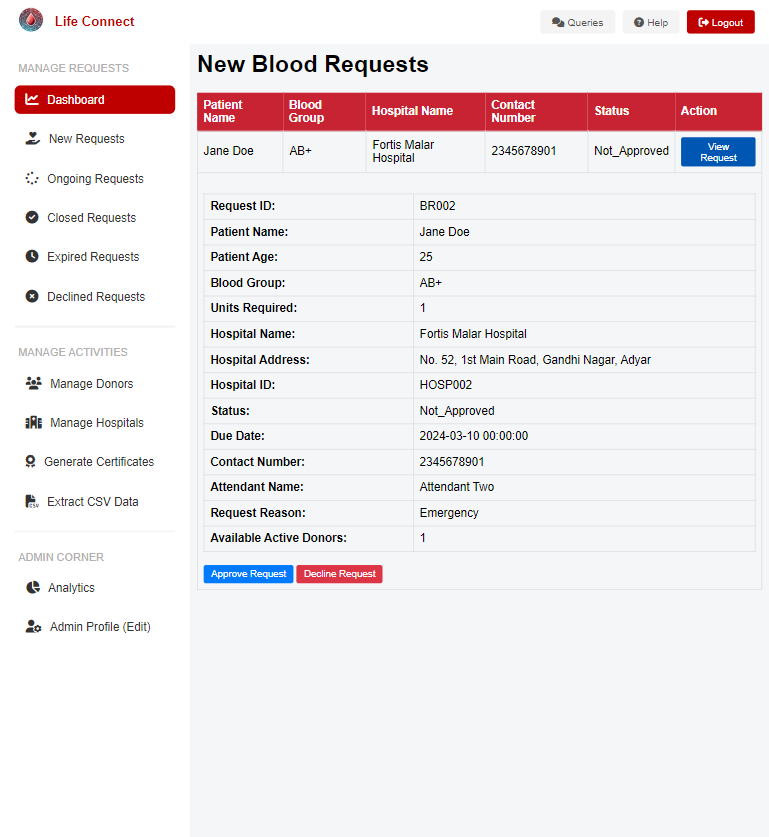 Life Connect
Queries
Help
Logout
MANAGE REQUESTS
Dashboard
New Requests
Ongoing Requests
Closed Requests
Expired Requests
Declined Requests
MANAGE ACTIVITIES
Manage Donors
Manage Hospitals
Generate Certificates
CSV
Extract CSV Data
ADMIN CORNER
Analytics
Admin Profile (Edit)
New Blood Requests
Patient
Name
Blood
Group
Hospital Name
Contact
Number
Status
Action
Jane Doe
AB+
Fortis Malar
Hospital
2345678901
Not_Approved
View
Request
Request ID: BR002
Patient Name: Jane Doe
Patient Age: 25
Blood Group: AB+
Units Required: 1
Hospital Name: Fortis Malar Hospital
Hospital Address: No. 52, 1st Main Road, Gandhi Nagar, Adyar
Hospital ID: HOSP002
Status: Not_Approved
Due Date: 2024-03-10 00:00:00
Contact Number: 2345678901
Attendant Name: Attendant Two
Request Reason: Emergency
Available Active Donors: 1
Approve Request
Decline Request